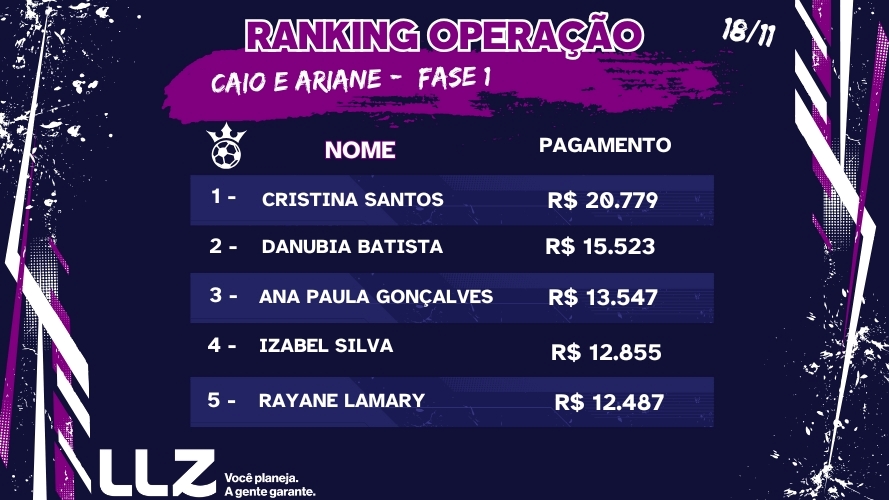 RANKING OPERAÇÃO
18/11
CAIO E ARIANE - FASE 1
NOME PAGAMENTO
1 - CRISTINA SANTOS R$ 20.779
2 - DANUBIA BATISTA R$ 15.523
3 - ANA PAULA GONÇALVES R$ 13.547
4 - IZABEL SILVA R$ 12.855
5 - RAYANE LAMARY R$ 12.487
LLZ
Você planeja.
A gente garante.